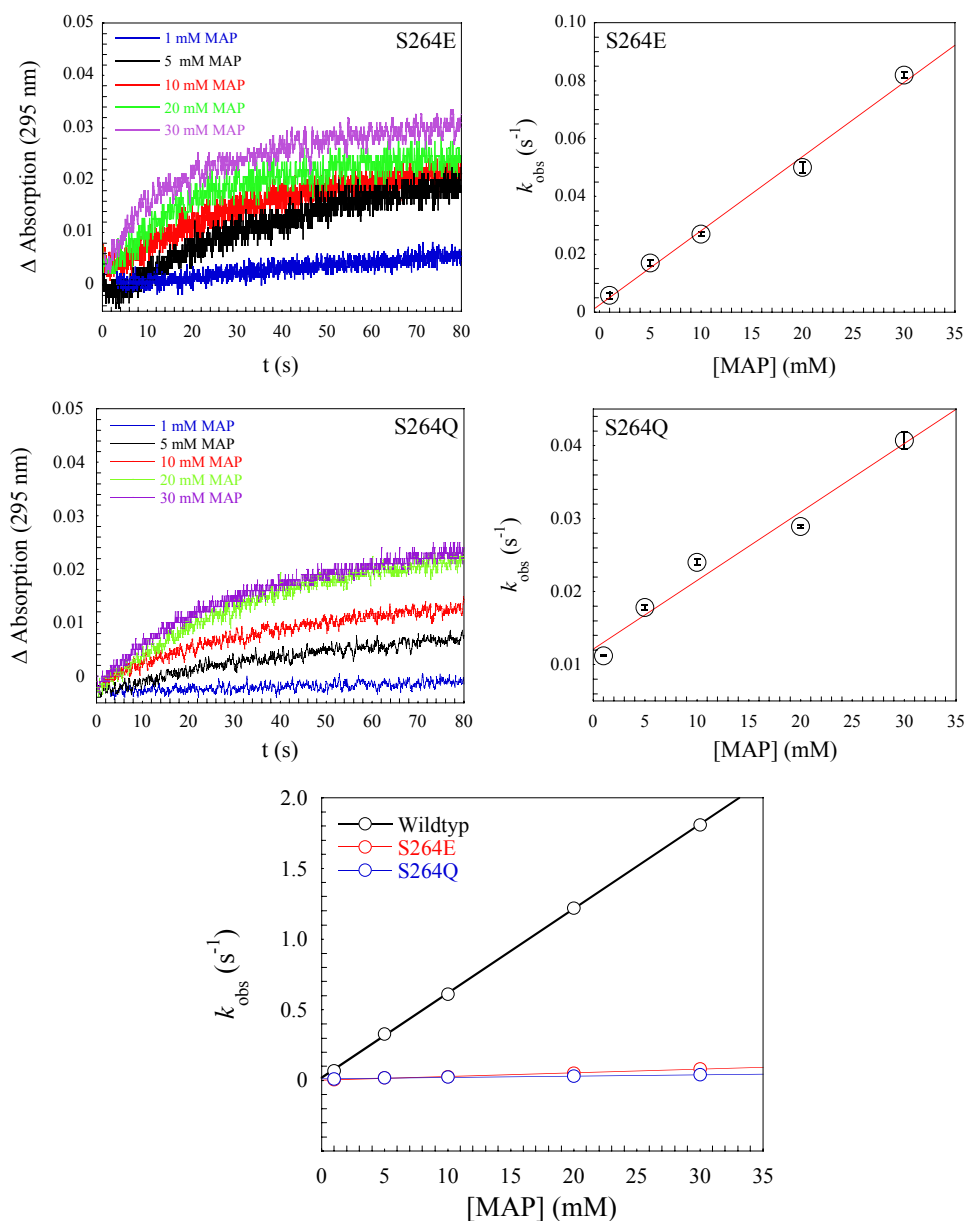 0.05
0.04
0.03
0.02
0.01
0
1 mM MAP
5 mM MAP
10 mM MAP
20 mM MAP
30 mM MAP
S264E
Δ Absorption (295 nm)
0 10 20 30 40 50 60 70 80
t (s)
0.10
0.08
0.06
0.04
0.02
0
S264E
k obs (s-1)
0 5 10 15 20 25 30 35
[MAP] (mM)
0.05
0.04
0.03
0.02
0.01
0
1 mM MAP
5 mM MAP
10 mM MAP
20 mM MAP
30 mM MAP
S264Q
Δ Absorption (295 nm)
0 10 20 30 40 50 60 70 80
t (s)
0.04
0.03
0.02
0.01
S264Q
k obs (s-1)
0 5 10 15 20 25 30 35
[MAP] (mM)
2.0
1.5
1.0
0.5
0
Wildtyp
S264E
S264Q
k obs (s-1)
0 5 10 15 20 25 30 35
[MAP] (mM)